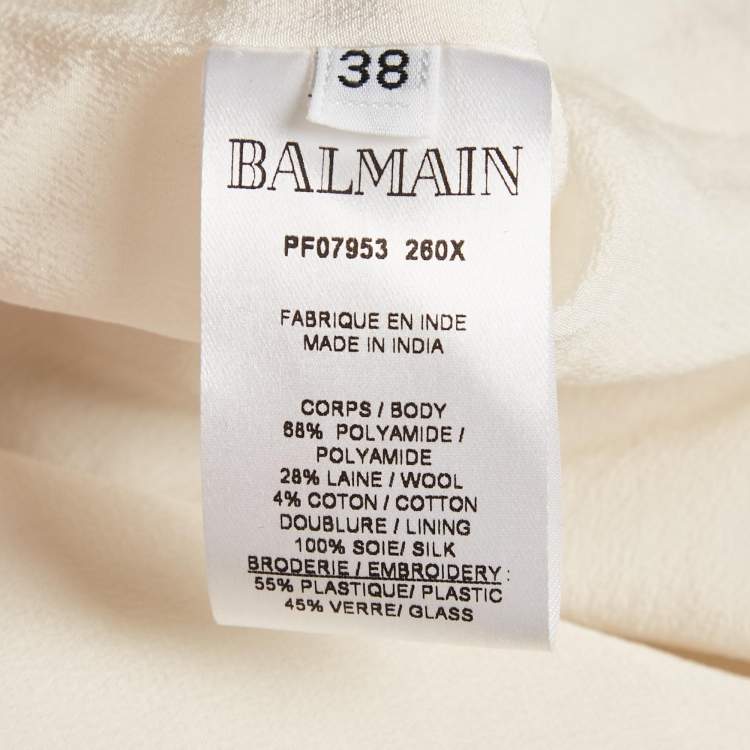 38
BALMAIN
PF07953 260X
FABRIQUE EN INDE
MADE IN INDIA
CORPS / BODY
68% POLYAMIDE /
POLYAMIDE
28% LAINE / WOOL
4% COTON / COTTON
DOUBLURE / LINING
100% SOIE/ SILK
BRODERIE / EMBROIDERY :
55% PLASTIQUE/ PLASTIC
45% VERRE/ GLASS